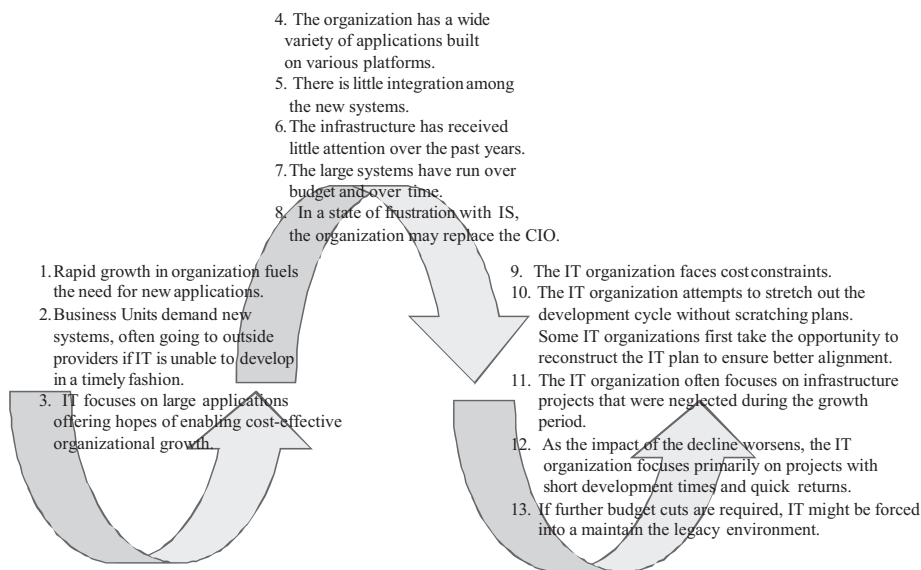 4. The organization has a wide
variety of applications built
on various platforms.
5. There is little integration among
the new systems.
6. The infrastructure has received
little attention over the past years.
7. The large systems have run over
budget and over time.
8. In a state of frustration with IS,
the organization may replace the CIO.
1. Rapid growth in organization fuels
the need for new applications.
2. Business Units demand new
systems, often going to outside
providers if IT is unable to develop
in a timely fashion.
3. IT focuses on large applications
offering hopes of enabling cost-effective
organizational growth.
9. The IT organization faces cost constraints.
10. The IT organization attempts to stretch out the
development cycle without scratching plans.
Some IT organizations first take the opportunity to
reconstruct the IT plan to ensure better alignment.
11. The IT organization often focuses on infrastructure
projects that were neglected during the growth
period.
12. As the impact of the decline worsens, the IT
organization focuses primarily on projects with
short development times and quick returns.
13. If further budget cuts are required, IT might be forced
into a maintain the legacy environment.